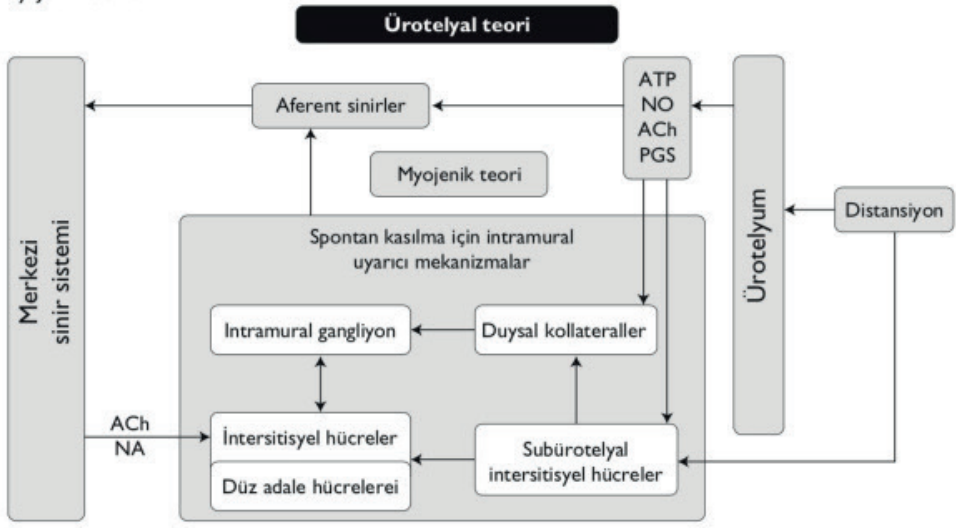 Ürotelyal teori
ATP
NO
ACh
PGS
Aferent sinirler
Myojenik teori
Distansiyon
Ürotelyum
Merkezi
sinir sistemi
Spontan kasılma için intramural
uyarıcı mekanizmalar
Intramural gangliyon
Duysal kollateraller
ACh
NA
İntersitisyel hücreler
Düz adale hücrelerei
Subürotelyal
intersitisyel hücreler